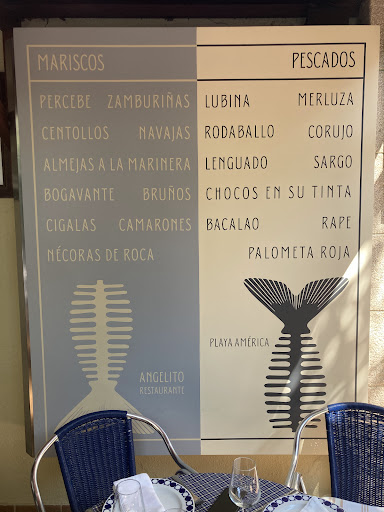 MARISCOS
PERCEBE ZAMBURIÑAS
CENTOLLOS NAVAJAS
ALMEJAS A LA MARINERA
BOGAVANTE BRUÑOS
CIGALAS CAMARONES
NÉCORAS DE ROCA
ANGELITO
RESTAURANTE
PESCADOS
LUBINA MERLUZA
RODABALLO CORUJO
LENGUADO SARGO
CHOCOS EN SU TINTA
BACALAO RAPE
PALOMETA ROJA
PLAYA AMÉRICA